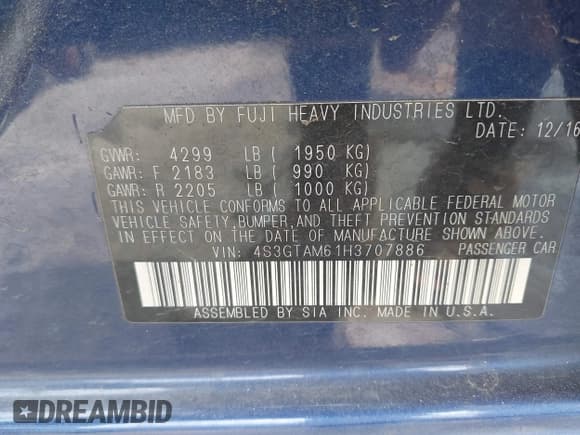 MFD BY FUJI HEAVY INDUSTRIES LTD.
DATE: 12/16
GVWR: 4299 LB ( 1950 KG)
GAWR: F 2183 LB ( 990 KG)
GAWR: R 2205 LB ( 1000 KG)
THIS VEHICLE CONFORMS TO ALL APPLICABLE FEDERAL MOTOR
VEHICLE SAFETY,BUMPER,AND THEFT PREVENTION STANDARDS
IN EFFECT ON THE DATE OF MANUFACTURE SHOWN ABOVE.
VIN: 4S3GTAM61H3707886 PASSENGER CAR
ASSEMBLED BY SIA INC. MADE IN U.S.A.
DREAMBID